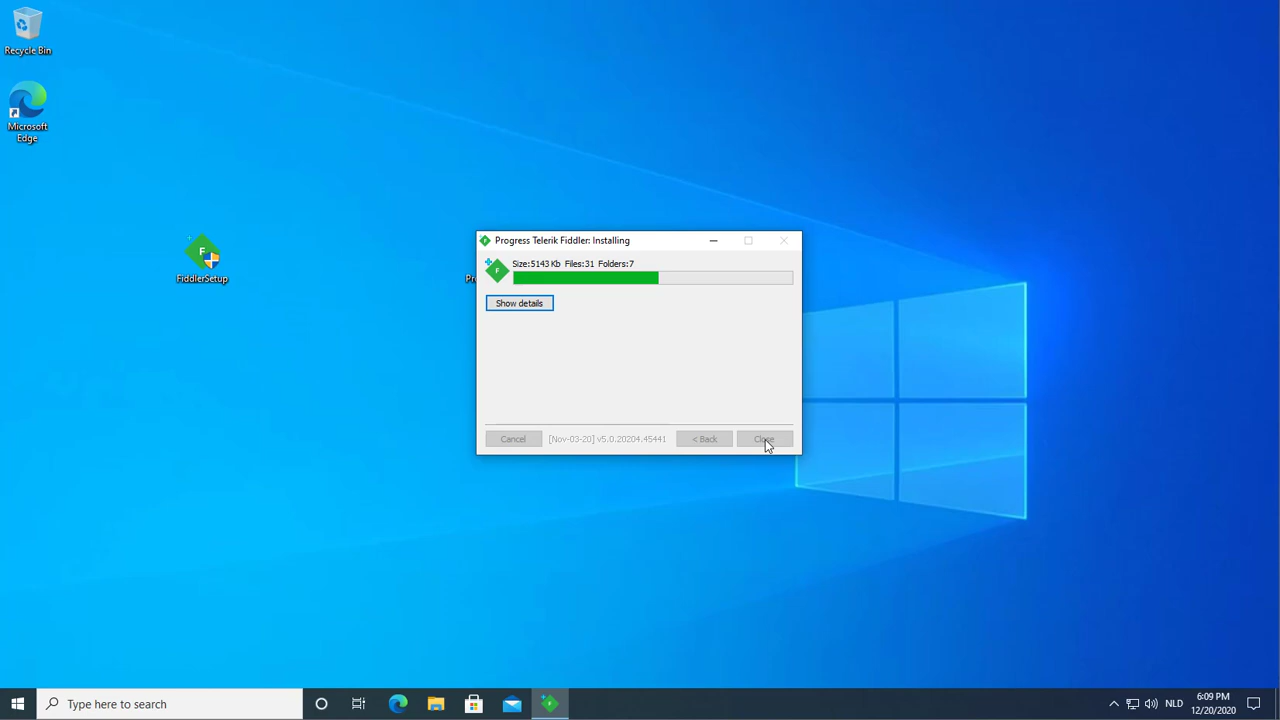 Recycle Bin
Microsoft
Edge
F
FiddlerSetup
Progress Telerik Fiddler: Installing
Size:5143 Kb Files:31 Folders:7
Show details
Cancel
[Nov-03-20] v5.0.20204.45441
< Back
Close
Type here to search
NLD
6:09 PM
12/20/2020